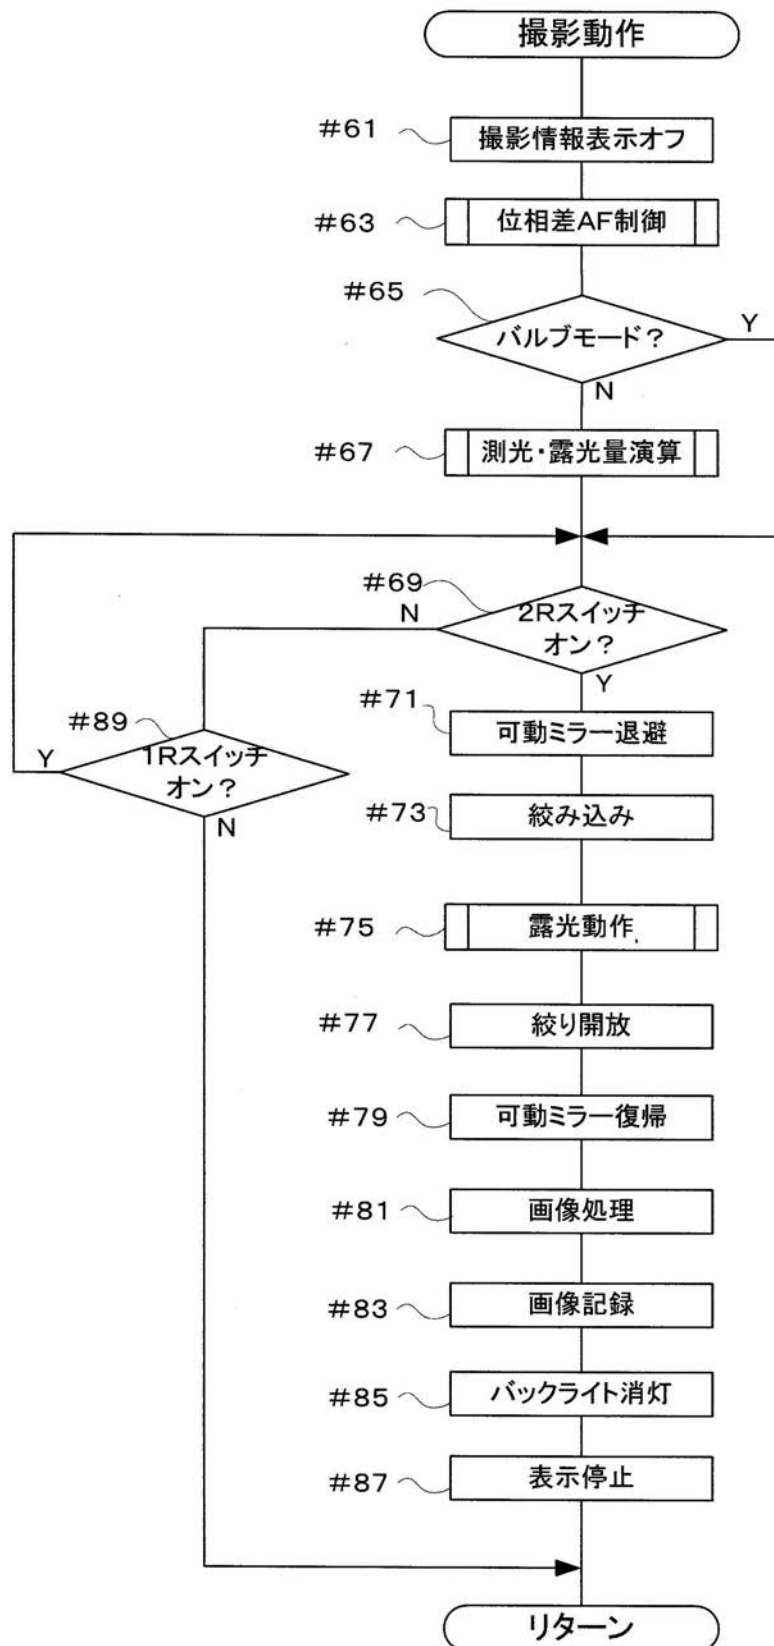 撮影動作
#61
撮影情報表示オフ
#63
位相差AF制御
#65
バルブモード?
Y
N
#67
測光・露光量演算
#69
2Rスイッチ
オン?
N
Y
#71
可動ミラー退避
#89
1Rスイッチ
オン?
Y
N
#73
絞み込み
#75
露光動作
#77
絞り開放
#79
可動ミラー復帰
#81
画像処理
#83
画像記録
#85
バックライト消灯
#87
表示停止
リターン